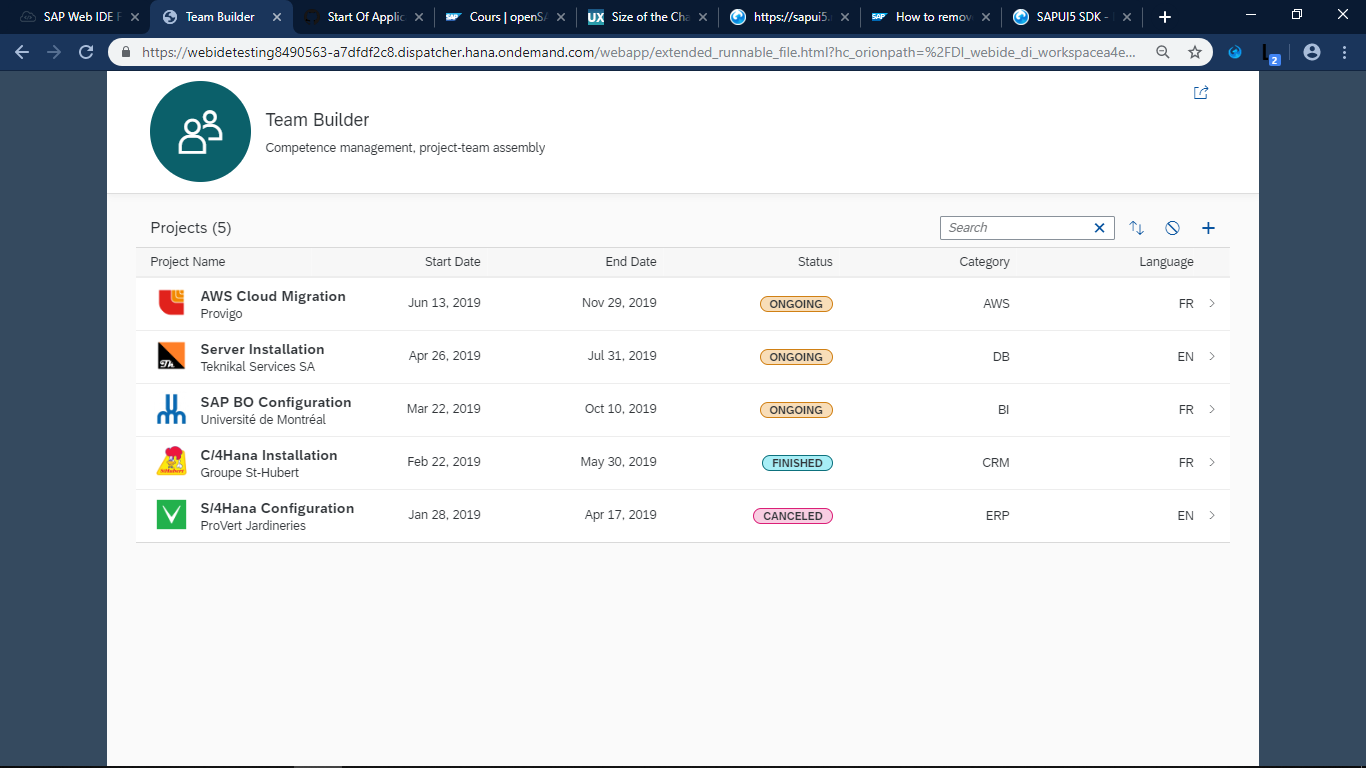 SAP Web IDE F
Team Builder
Start Of Applic
Cours | openSA
Size of the Cha
https://sapui5.
How to remov
SAPUI5 SDK -
https://webidetesting8490563-a7dfdf2c8.dispatcher.hana.ondemand.com/webapp/extended_runnable_file.html?hc_orionpath=%2FDI_webide_di_workspacea4e...
2
Team Builder
Competence management, project-team assembly
Projects (5)
Search
Project Name Start Date End Date Status Category Language
AWS Cloud Migration
Provigo
Jun 13, 2019 Nov 29, 2019 ONGOING AWS FR
Server Installation
Teknikal Services SA
Apr 26, 2019 Jul 31, 2019 ONGOING DB EN
SAP BO Configuration
Université de Montréal
Mar 22, 2019 Oct 10, 2019 ONGOING BI FR
C/4Hana Installation
Groupe St-Hubert
Feb 22, 2019 May 30, 2019 FINISHED CRM FR
S/4Hana Configuration
ProVert Jardineries
Jan 28, 2019 Apr 17, 2019 CANCELED ERP EN